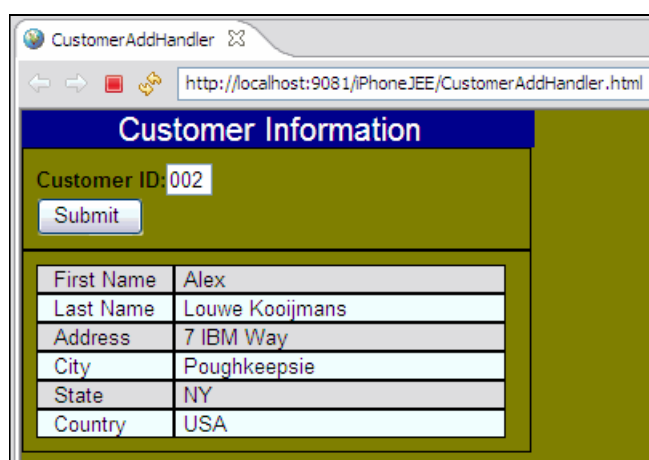 CustomerAddHandler
http://localhost:9081/iPhoneJEE/CustomerAddHandler.html
Customer Information
Customer ID: 002
Submit
First Name Alex
Last Name Louwe Kooijmans
Address 7 IBM Way
City Poughkeepsie
State NY
Country USA